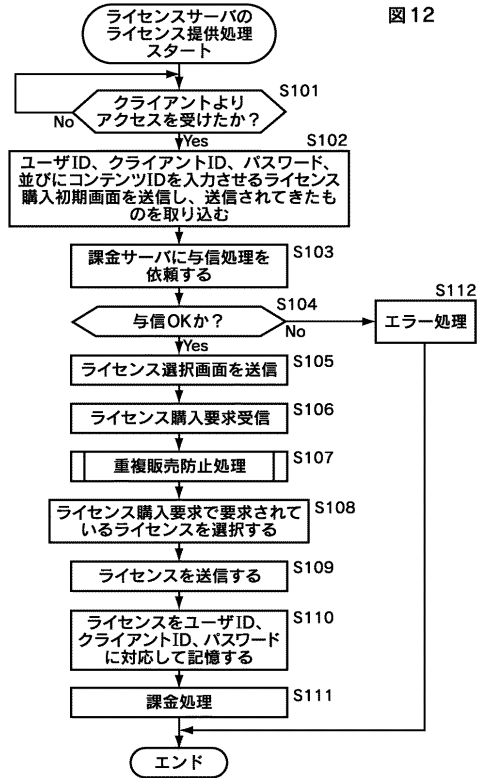 図12
ライセンスサーバの
ライセンス提供処理
スタート
S101
クライアントより
アクセスを受けたか？
No
Yes
S102
ユーザID、クライアントID、パスワード、
並びにコンテンツIDを入力させるライセンス
購入初期画面を送信し、送信されてきたも
のを取り込む
S103
課金サーバに与信処理を
依頼する
S104
与信OKか？
No
Yes
S112
エラー処理
S105
ライセンス選択画面を送信
S106
ライセンス購入要求受信
S107
重複販売防止処理
S108
ライセンス購入要求で要求されて
いるライセンスを選択する
S109
ライセンスを送信する
S110
ライセンスをユーザID、
クライアントID、パスワード
に対応して記憶する
S111
課金処理
エンド